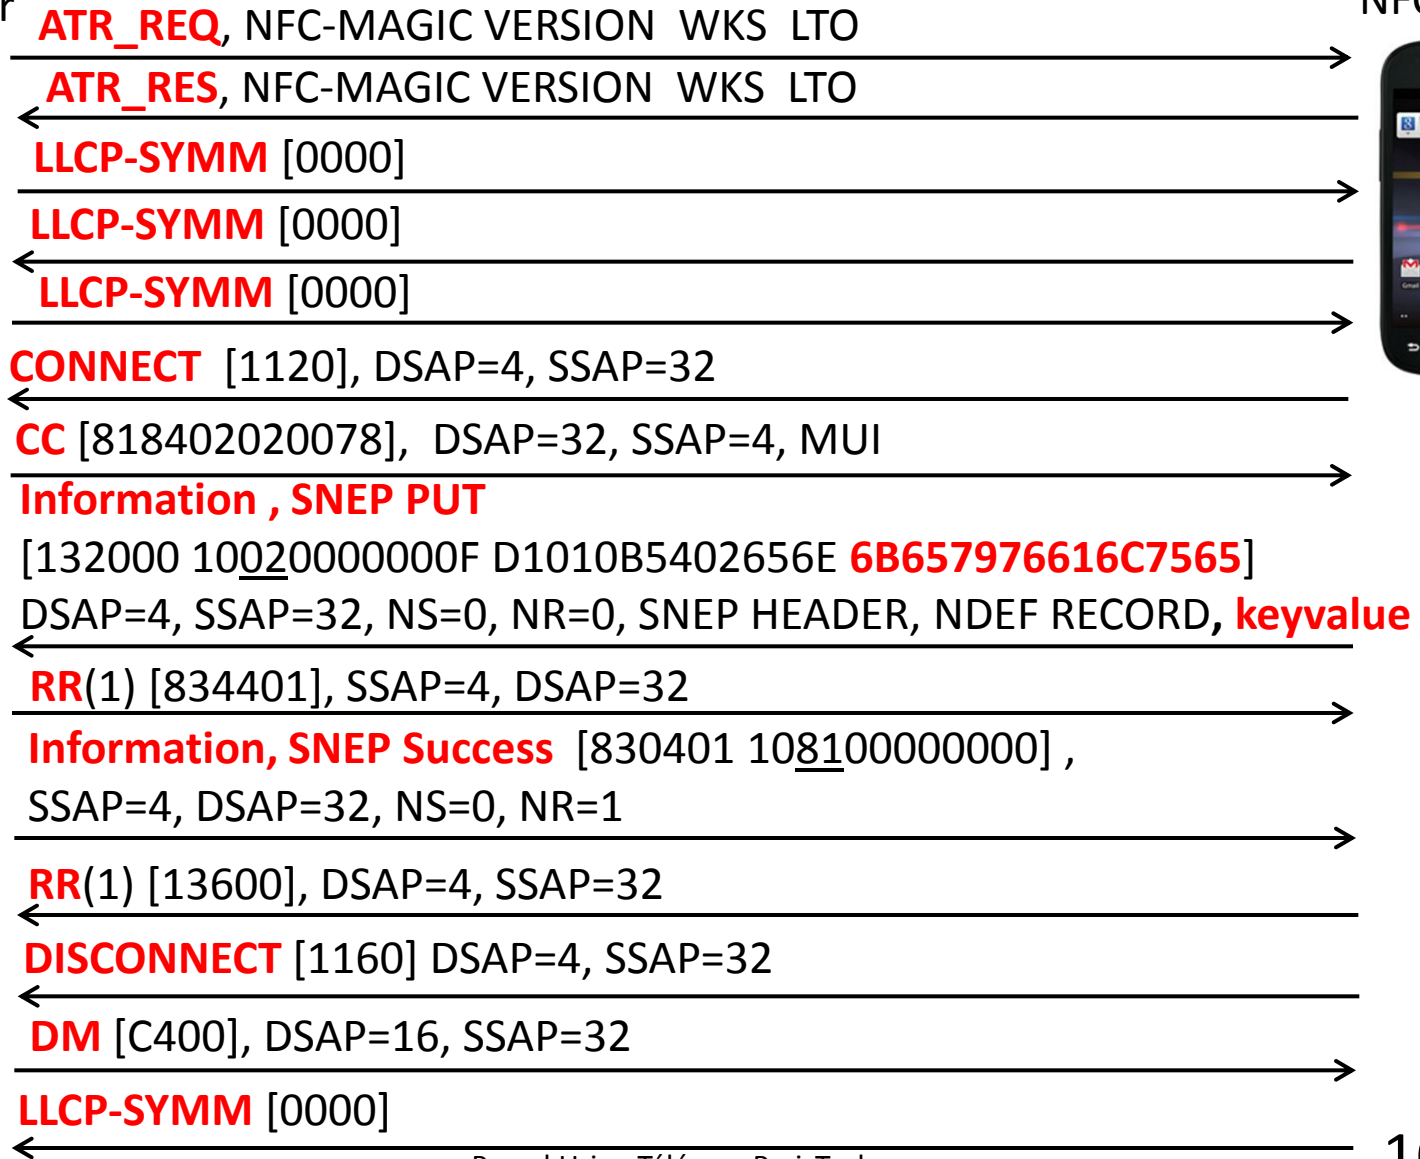 ATR_REQ, NFC-MAGIC VERSION WKS LTO
ATR_RES, NFC-MAGIC VERSION WKS LTO
LLCP-SYMM [0000]
LLCP-SYMM [0000]
LLCP-SYMM [0000]
CONNECT [1120], DSAP=4, SSAP=32
CC [818402020078], DSAP=32, SSAP=4, MUI
Information , SNEP PUT
[132000 10020000000F D1010B5402656E 6B657976616C7565]
DSAP=4, SSAP=32, NS=0, NR=0, SNEP HEADER, NDEF RECORD, keyvalue
RR(1) [834401], SSAP=4, DSAP=32
Information, SNEP Success [830401 108100000000] ,
SSAP=4, DSAP=32, NS=0, NR=1
RR(1) [13600], DSAP=4, SSAP=32
DISCONNECT [1160] DSAP=4, SSAP=32
DM [C400], DSAP=16, SSAP=32
LLCP-SYMM [0000]